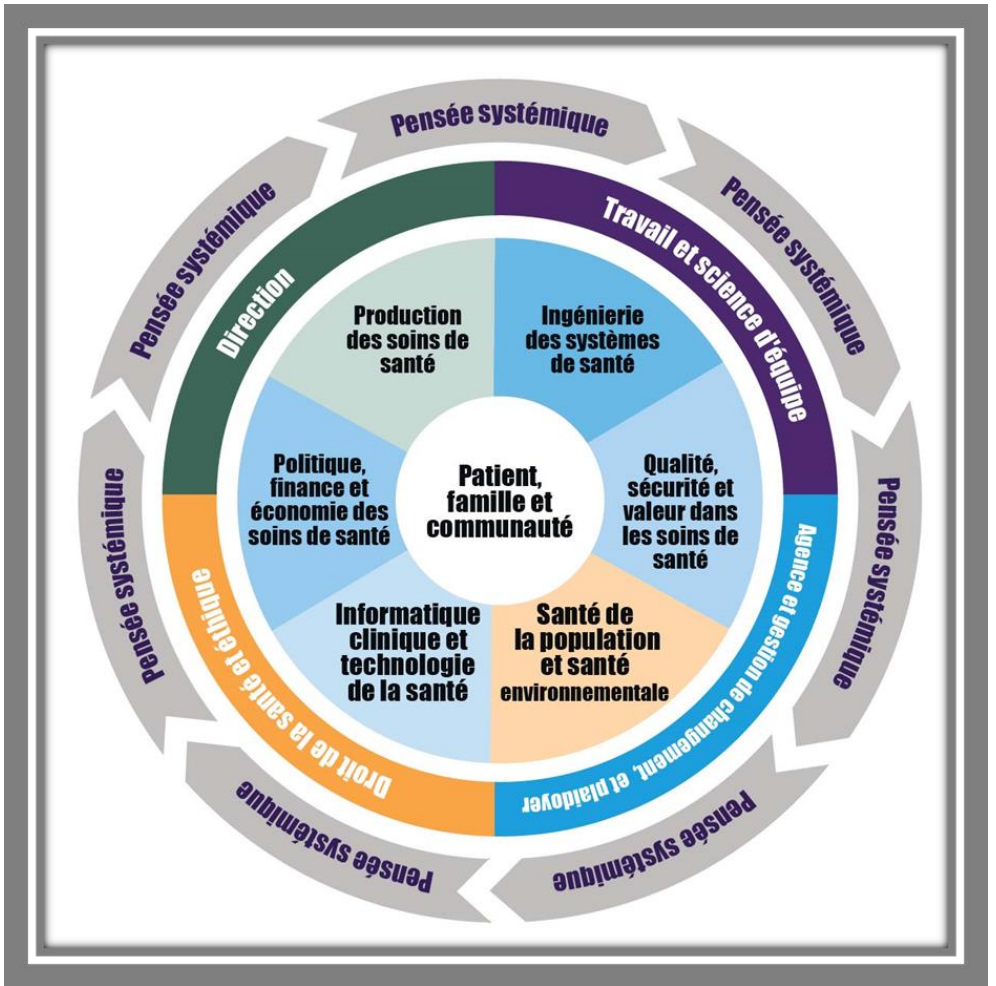 Pensée systémique
Pensée systémique
Pensée systémique
Pensée systémique
Pensée systémique
Pensée systémique
Pensée systémique
Pensée systémique
Direction
Travail et science d'équipe
Agence et gestion de changement, et plaidoyer
Droit de la santé et éthique
Production
des soins de
santé
Ingénierie
des systèmes
de santé
Qualité,
sécurité et
valeur dans
les soins de
santé
Santé de
la population
et santé
environnementale
Informatique
clinique et
technologie
de la santé
Politique,
finance et
économie des
soins de santé
Patient,
famille et
communauté